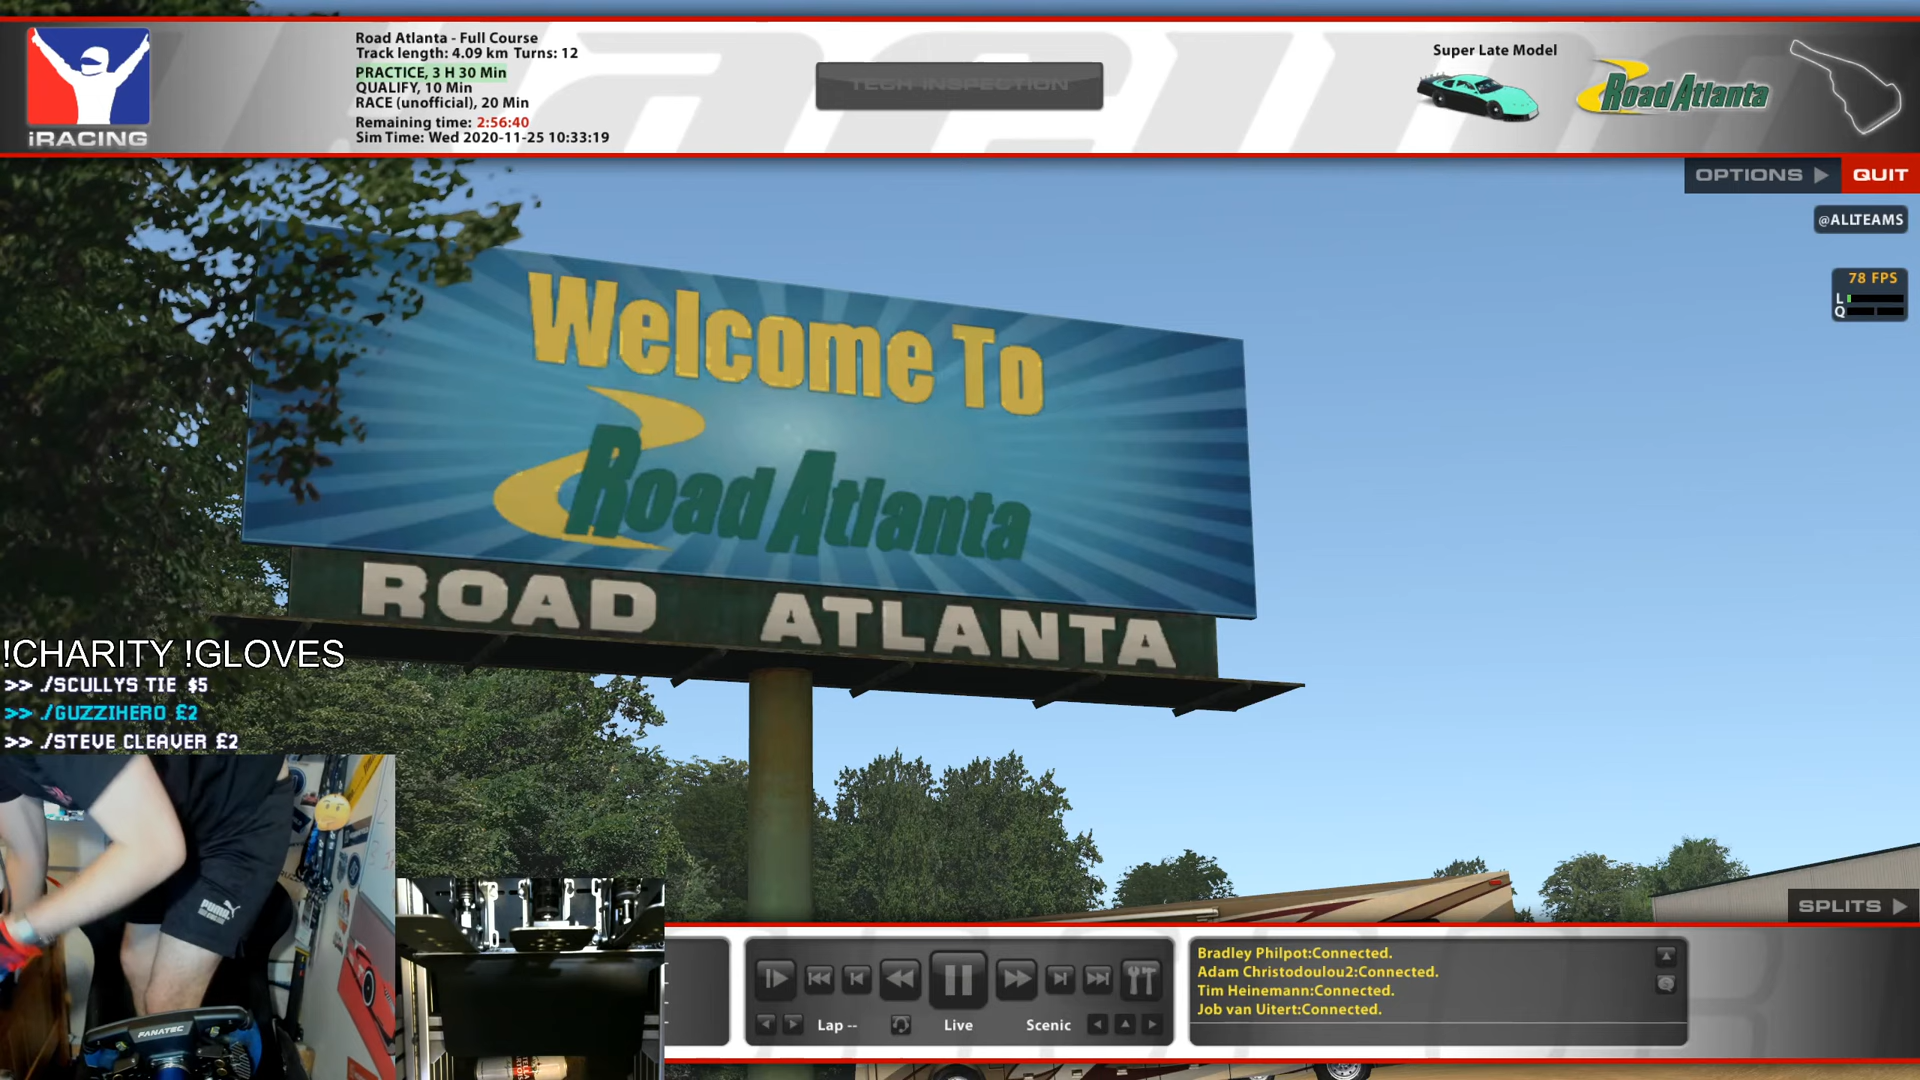 Road Atlanta - Full Course
Track length: 4.09 km Turns: 12
PRACTICE, 3 H 30 Min
QUALIFY, 10 Min
RACE (unofficial), 20 Min
Remaining time: 2:56:40
Sim Time: Wed 2020-11-25 10:33:19
iRACING
TECH INSPECTION
Super Late Model
Road Atlanta
OPTIONS
QUIT
@ALLTEAMS
78 FPS
L
Q
Welcome To
Road Atlanta
ROAD ATLANTA
!CHARITY !GLOVES
>> ./SCULLYS TIE $5
>> ./GUZZIHERO £2
>> ./STEVE CLEAVER £2
PUMA
FANATEC
SPLITS
Bradley Philpot:Connected.
Adam Christodoulou2:Connected.
Tim Heinemann:Connected.
Job van Uitert:Connected.
Lap --
Live
Scenic